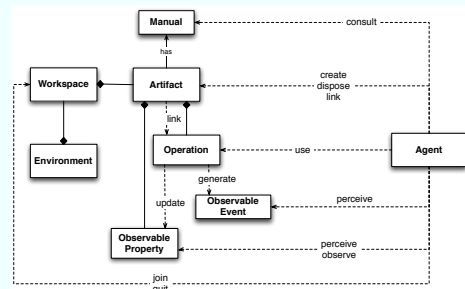 Manual
consult
has
Workspace
Artifact
create
dispose
link
link
Environment
Operation
use
Agent
generate
update
Observable
Event
perceive
Observable
Property
perceive
observe
join
quit